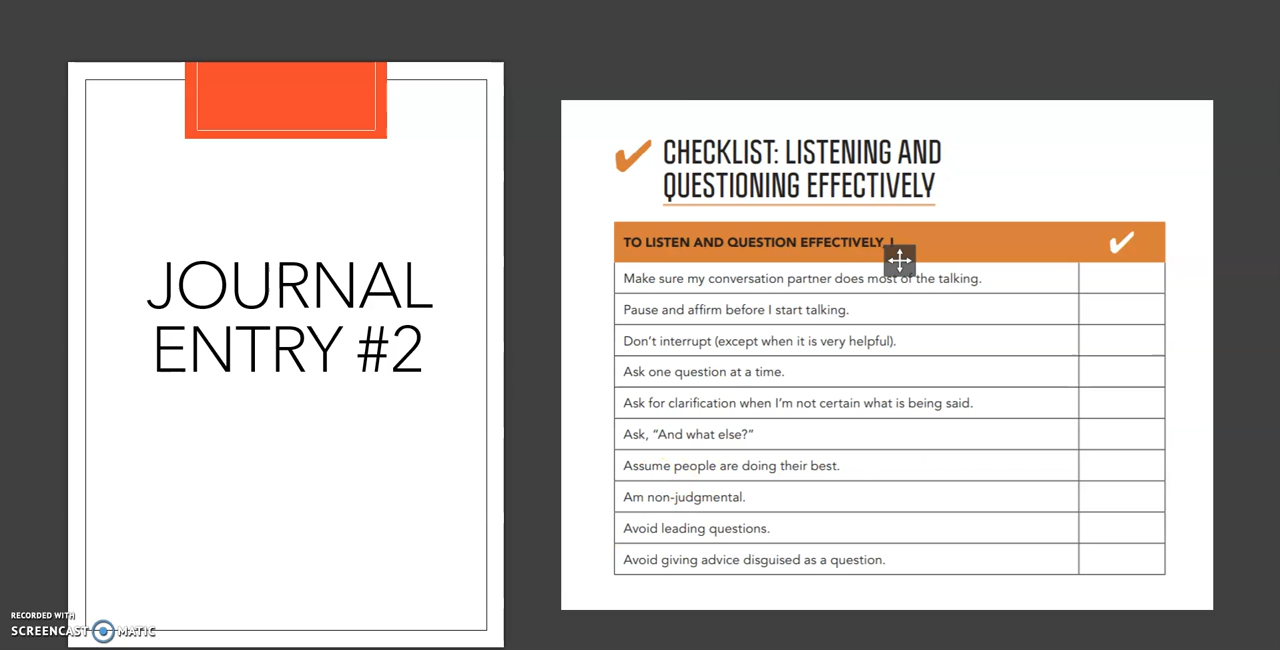 JOURNAL
ENTRY #2
CHECKLIST: LISTENING AND
QUESTIONING EFFECTIVELY
TO LISTEN AND QUESTION EFFECTIVELY, I
Make sure my conversation partner does most of the talking.
Pause and affirm before I start talking.
Don't interrupt (except when it is very helpful).
Ask one question at a time.
Ask for clarification when I'm not certain what is being said.
Ask, "And what else?"
Assume people are doing their best.
Am non-judgmental.
Avoid leading questions.
Avoid giving advice disguised as a question.
RECORDED WITH
SCREENCAST MATIC